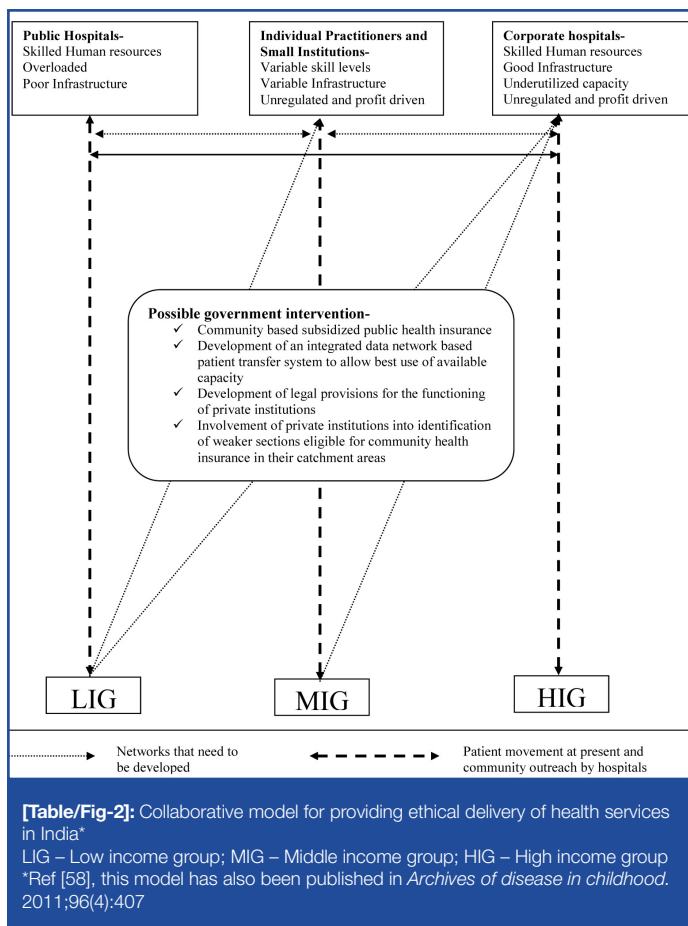 Public Hospitals-
Skilled Human resources
Overloaded
Poor Infrastructure
Individual Practitioners and
Small Institutions-
Variable skill levels
Variable Infrastructure
Unregulated and profit driven
Corporate hospitals-
Skilled Human resources
Good Infrastructure
Underutilized capacity
Unregulated and profit driven
Possible government intervention-
✓ Community based subsidized public health insurance
✓ Development of an integrated data network based
patient transfer system to allow best use of available
capacity
✓ Development of legal provisions for the functioning
of private institutions
✓ Involvement of private institutions into identification
of weaker sections eligible for community health
insurance in their catchment areas
LIG
MIG
HIG
Networks that need to
be developed
Patient movement at present and
community outreach by hospitals
[Table/Fig-2]: Collaborative model for providing ethical delivery of health services
in India*
LIG – Low income group; MIG – Middle income group; HIG – High income group
*Ref [58], this model has also been published in Archives of disease in childhood.
2011;96(4):407